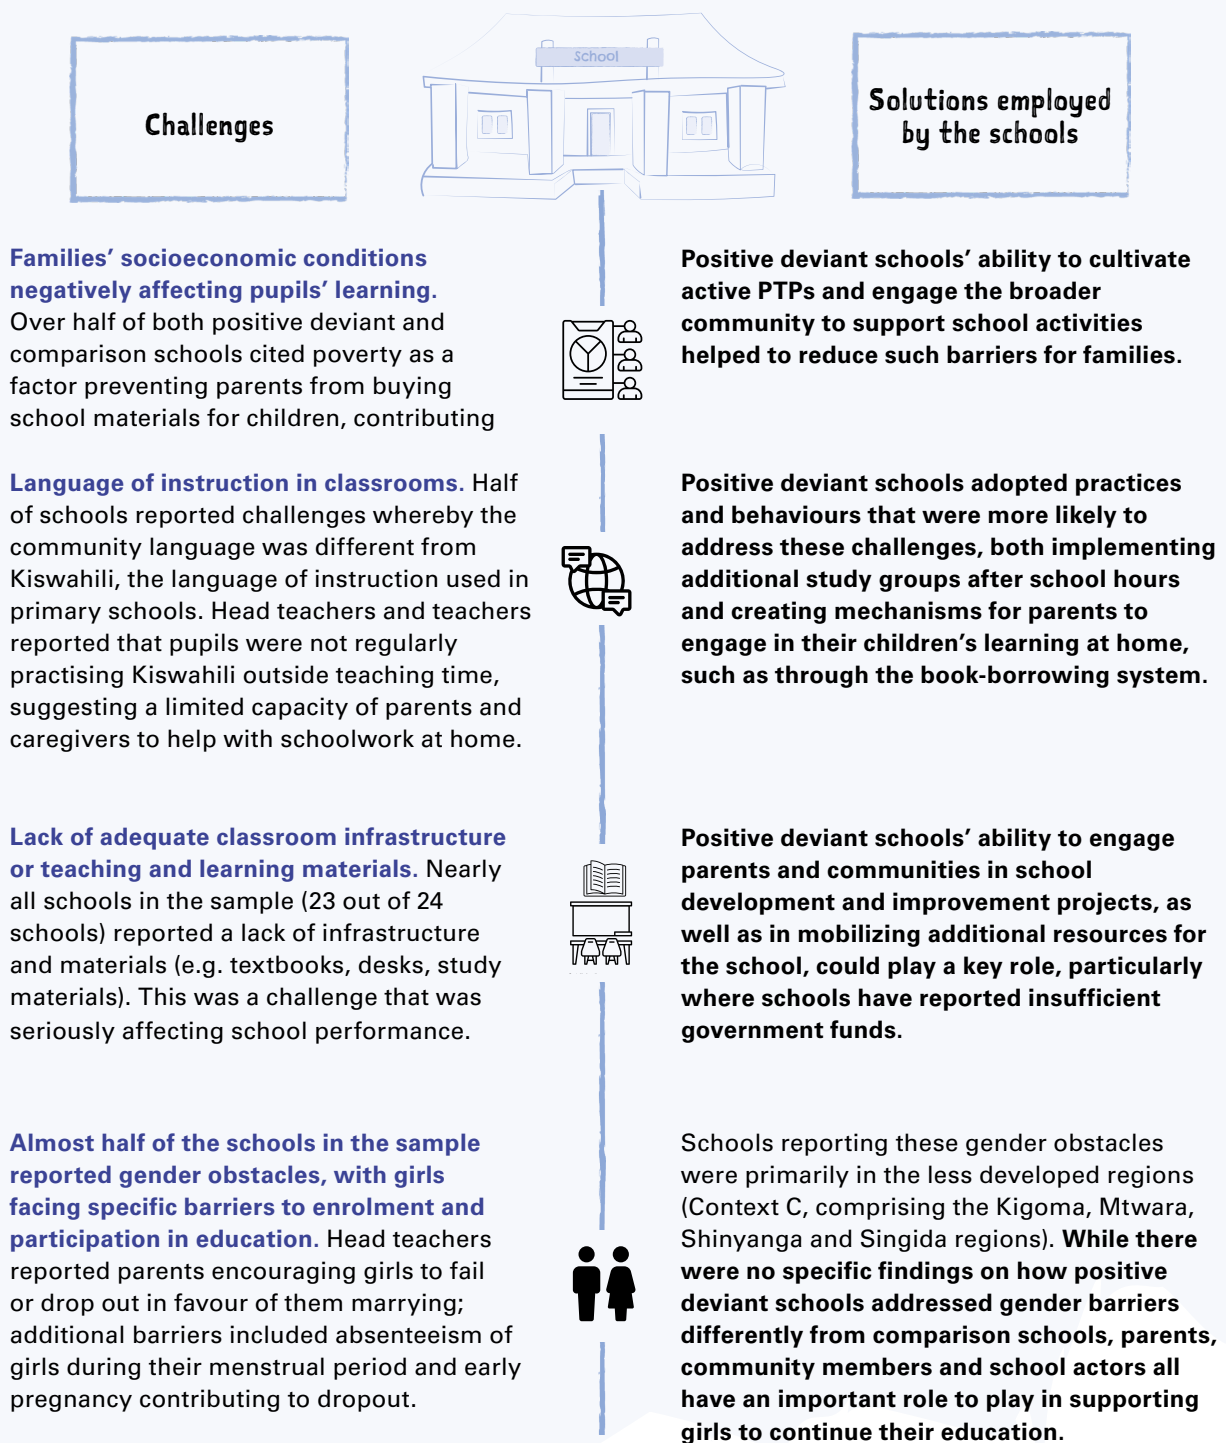 Challenges
School
Solutions employed
by the schools
Families’ socioeconomic conditions
negatively affecting pupils’ learning.
Over half of both positive deviant and
comparison schools cited poverty as a
factor preventing parents from buying
school materials for children, contributing
Positive deviant schools’ ability to cultivate
active PTPs and engage the broader
community to support school activities
helped to reduce such barriers for families.
Language of instruction in classrooms. Half
of schools reported challenges whereby the
community language was different from
Kiswahili, the language of instruction used in
primary schools. Head teachers and teachers
reported that pupils were not regularly
practising Kiswahili outside teaching time,
suggesting a limited capacity of parents and
caregivers to help with schoolwork at home.
Positive deviant schools adopted practices
and behaviours that were more likely to
address these challenges, both implementing
additional study groups after school hours
and creating mechanisms for parents to
engage in their children’s learning at home,
such as through the book-borrowing system.
Lack of adequate classroom infrastructure
or teaching and learning materials. Nearly
all schools in the sample (23 out of 24
schools) reported a lack of infrastructure
and materials (e.g. textbooks, desks, study
materials). This was a challenge that was
seriously affecting school performance.
Positive deviant schools’ ability to engage
parents and communities in school
development and improvement projects, as
well as in mobilizing additional resources for
the school, could play a key role, particularly
where schools have reported insufficient
government funds.
Almost half of the schools in the sample
reported gender obstacles, with girls
facing specific barriers to enrolment and
participation in education. Head teachers
reported parents encouraging girls to fail
or drop out in favour of them marrying;
additional barriers included absenteeism of
girls during their menstrual period and early
pregnancy contributing to dropout.
Schools reporting these gender obstacles
were primarily in the less developed regions
(Context C, comprising the Kigoma, Mtwara,
Shinyanga and Singida regions). While there
were no specific findings on how positive
deviant schools addressed gender barriers
differently from comparison schools, parents,
community members and school actors all
have an important role to play in supporting
girls to continue their education.